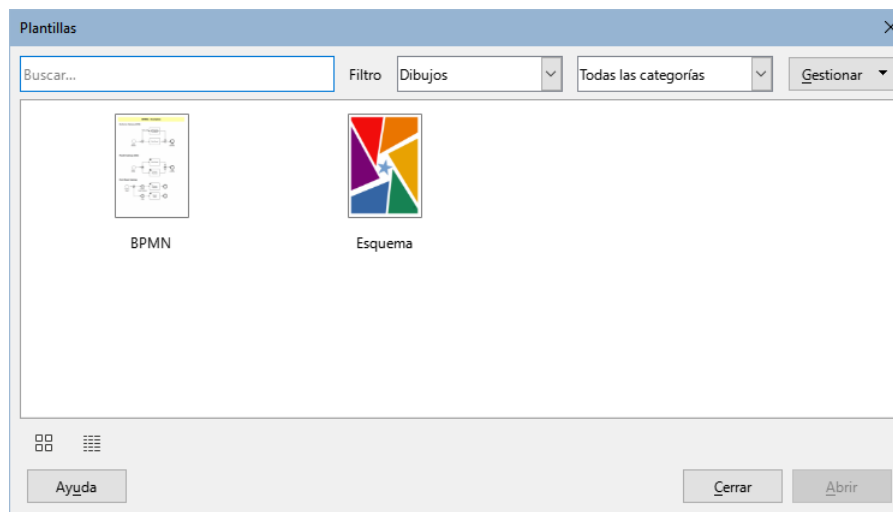 Plantillas
Buscar...
Filtro
Dibujos
Todas las categorías
Gestionar
BPMN
Esquema
Ayuda
Cerrar
Abrir